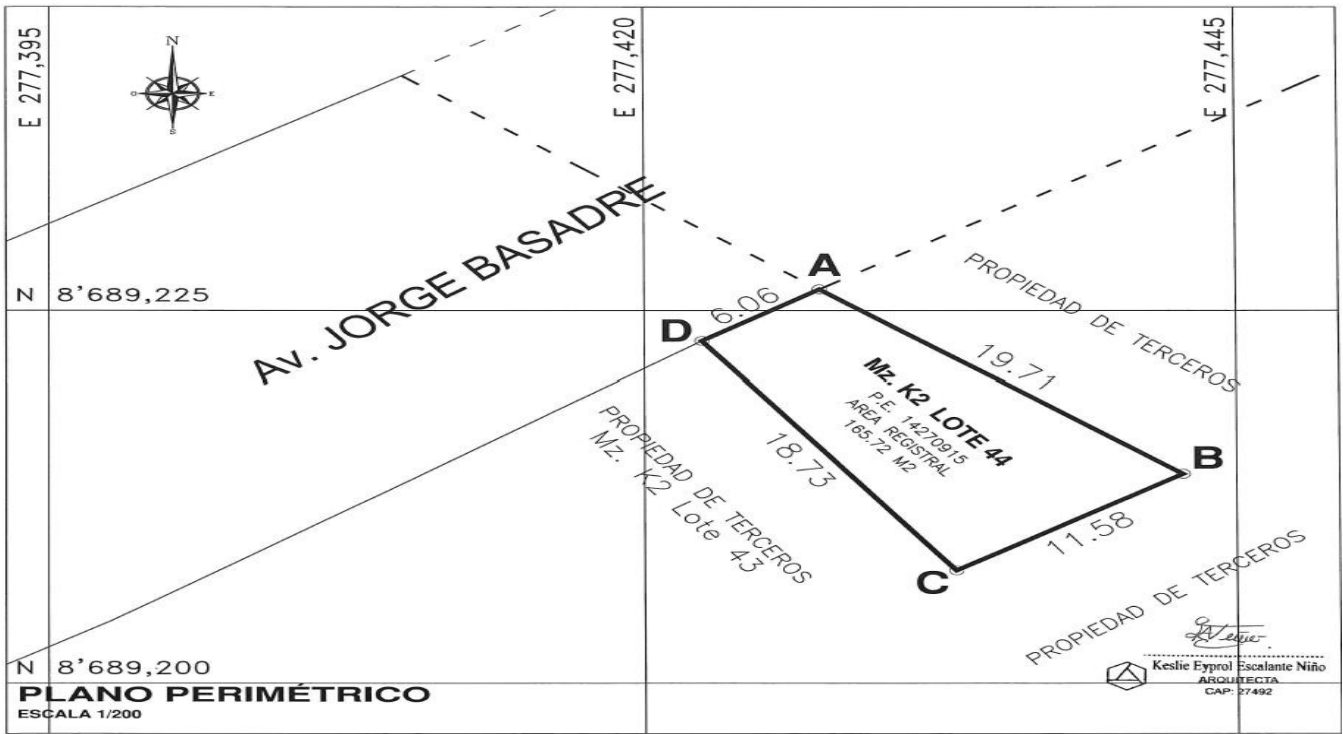 E 277,395
E 277,420
E 277,445
N
O
E
S
Av. JORGE BASADRE
N 8'689,225
A
6.06
D
PROPIEDAD DE TERCEROS
19.71
Mz. K2 LOTE 44
P.E. 14270915
AREA REGISTRAL
165.72 M2
18.73
PROPIEDAD DE TERCEROS
Mz. K2 Lote 43
B
11.58
C
PROPIEDAD DE TERCEROS
N 8'689,200
PLANO PERIMÉTRICO
ESCALA 1/200
Keslie Eyprol Escalante Niño
ARQUITECTA
CAP: 27492